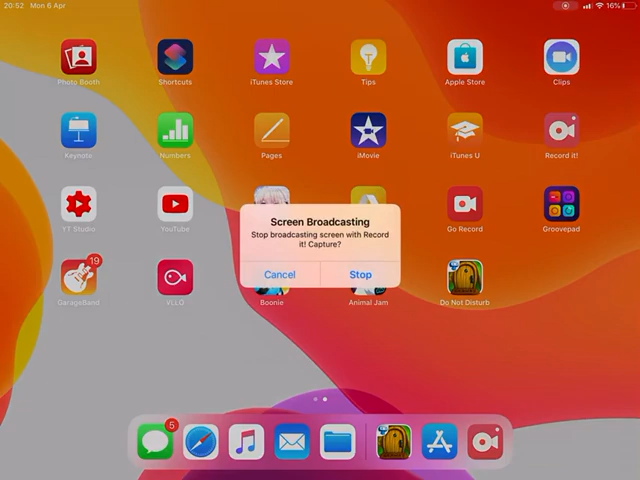 20:52 Mon 6 Apr
16%
Photo Booth
Shortcuts
iTunes Store
Tips
Apple Store
Clips
Keynote
Numbers
Pages
iMovie
iTunes U
Record it!
YT Studio
YouTube
Go Record
Groovepad
Screen Broadcasting
Stop broadcasting screen with Record
it! Capture?
Cancel
Stop
19
GarageBand
VLLO
Boonie
Animal Jam
Do Not Disturb
5